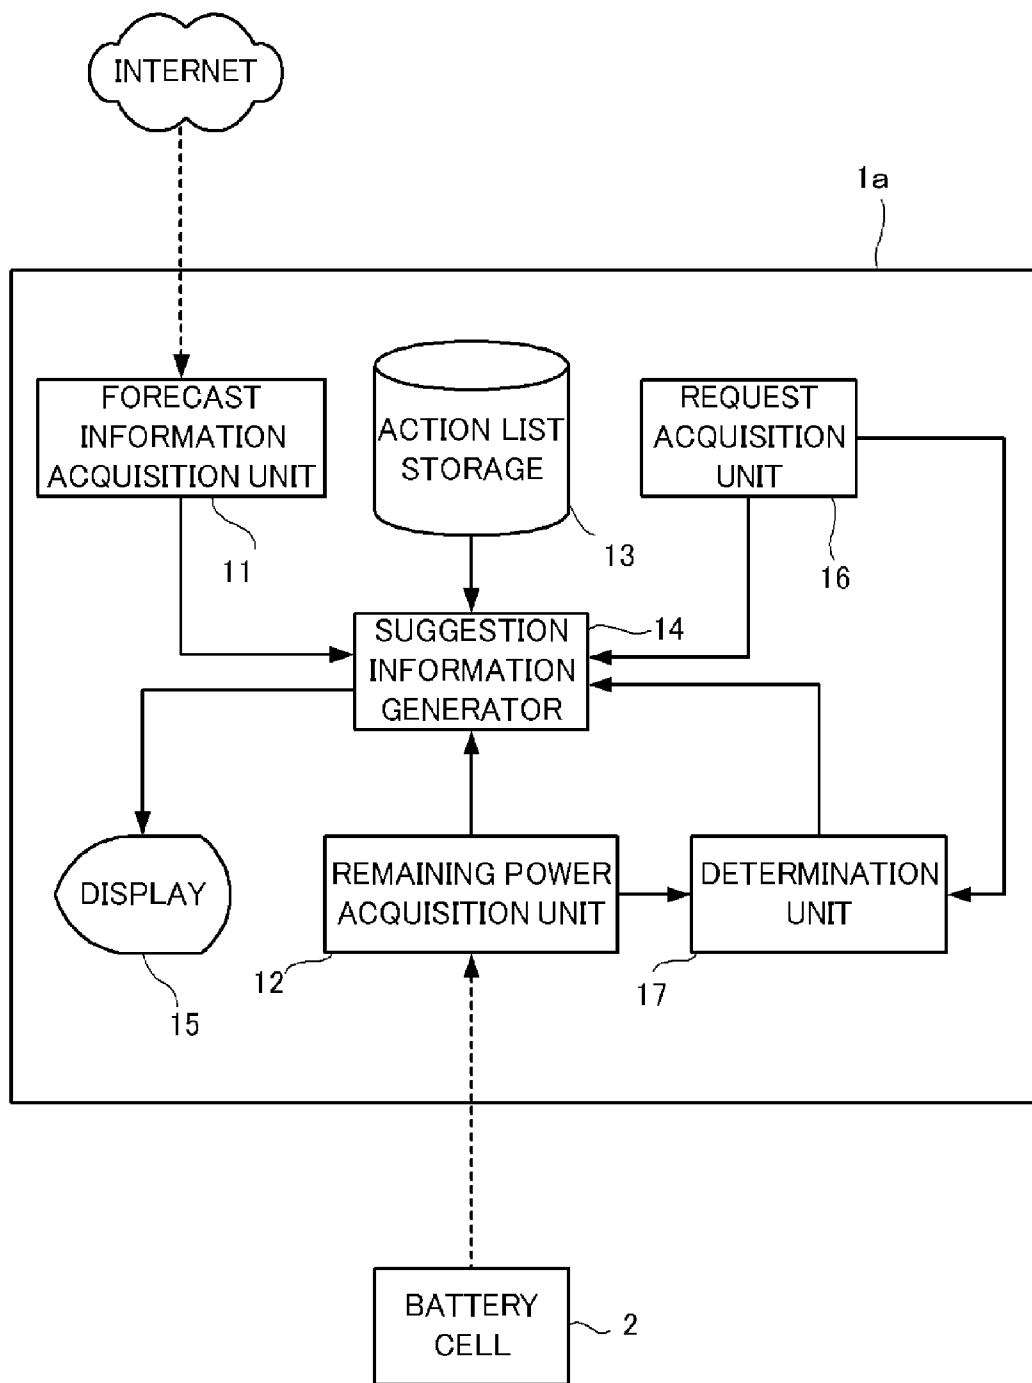 INTERNET
1a
FORECAST
INFORMATION
ACQUISITION UNIT
11
ACTION LIST
STORAGE
13
REQUEST
ACQUISITION
UNIT
16
SUGGESTION
INFORMATION
GENERATOR
14
DISPLAY
15
REMAINING POWER
ACQUISITION UNIT
12
DETERMINATION
UNIT
17
BATTERY
CELL
2